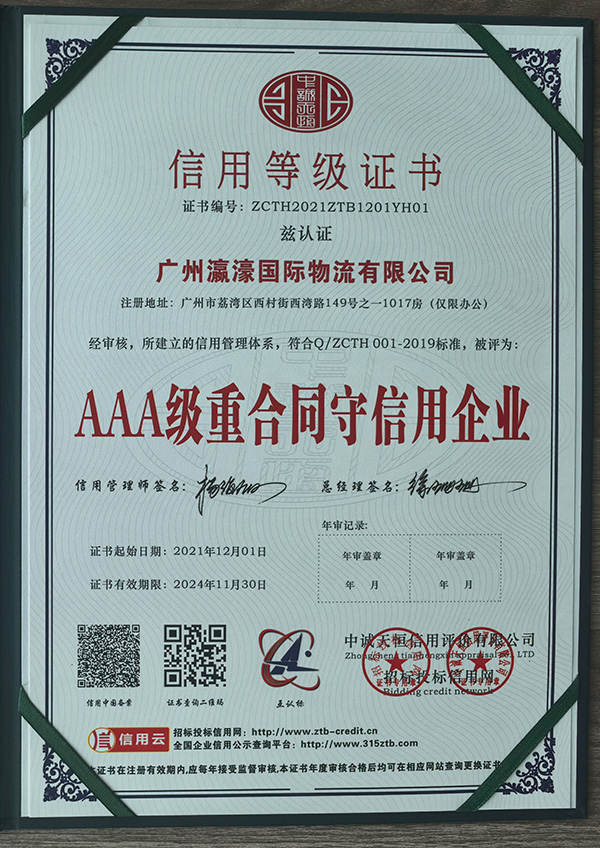 信用等级证书
证书编号：ZCTH2021ZTB1201YH01
兹认证
广州瀛濠国际物流有限公司
注册地址：广州市荔湾区西村街西湾路149号之一1017房（仅限办公）
经审核，所建立的信用管理体系，符合Q/ZCTH 001-2019标准，被评为：
AAA级重合同守信用企业
信用管理师签名：
总经理签名：
年审记录：
证书起始日期：2021年12月01日
年审盖章 年审盖章
证书有效期限：2024年11月30日
年 月 年 月
中诚天恒信用评价有限公司
Zhongcheng tianheng xin appraisal Co., LTD
招标投标信用网
Bidding credit network
信用中国备案 证书查询二维码 互认标
信用云
招标投标信用网：http://www.ztb-credit.cn
全国企业信用公示查询平台：http://www.315ztb.com
本证书在注册有效期内，应每年接受监督审核，本证书年度审核合格后均可在相应网站查询更换证书